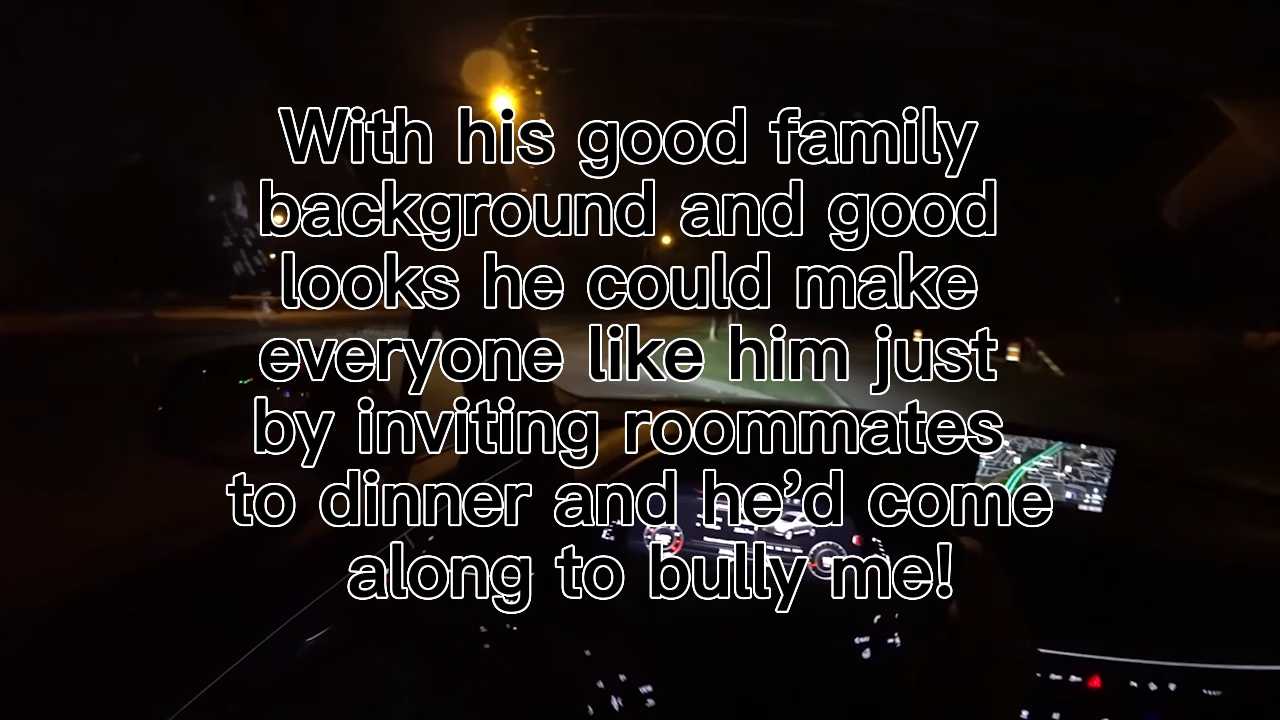 With his good family
background and good
looks he could make
everyone like him just
by inviting roommates
to dinner and he’d come
along to bully me!